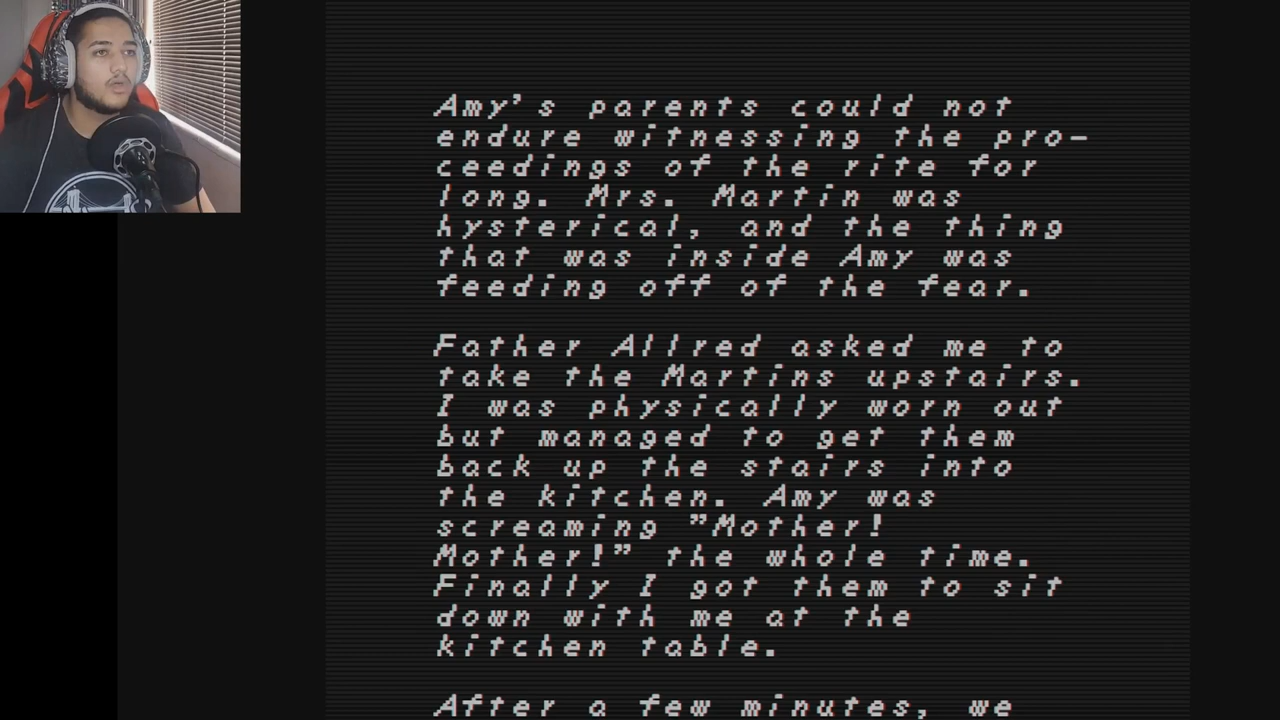 Amy's parents could not
endure witnessing the pro-
ceedings of the rite for
long. Mrs. Martin was
hysterical, and the thing
that was inside Amy was
feeding off of the fear.
Father Allred asked me to
take the Martins upstairs.
I was physically worn out
but managed to get them
back up the stairs into
the kitchen. Amy was
screaming "Mother!
Mother!" the whole time.
Finally I got them to sit
down with me at the
kitchen table.
After a few minutes, we